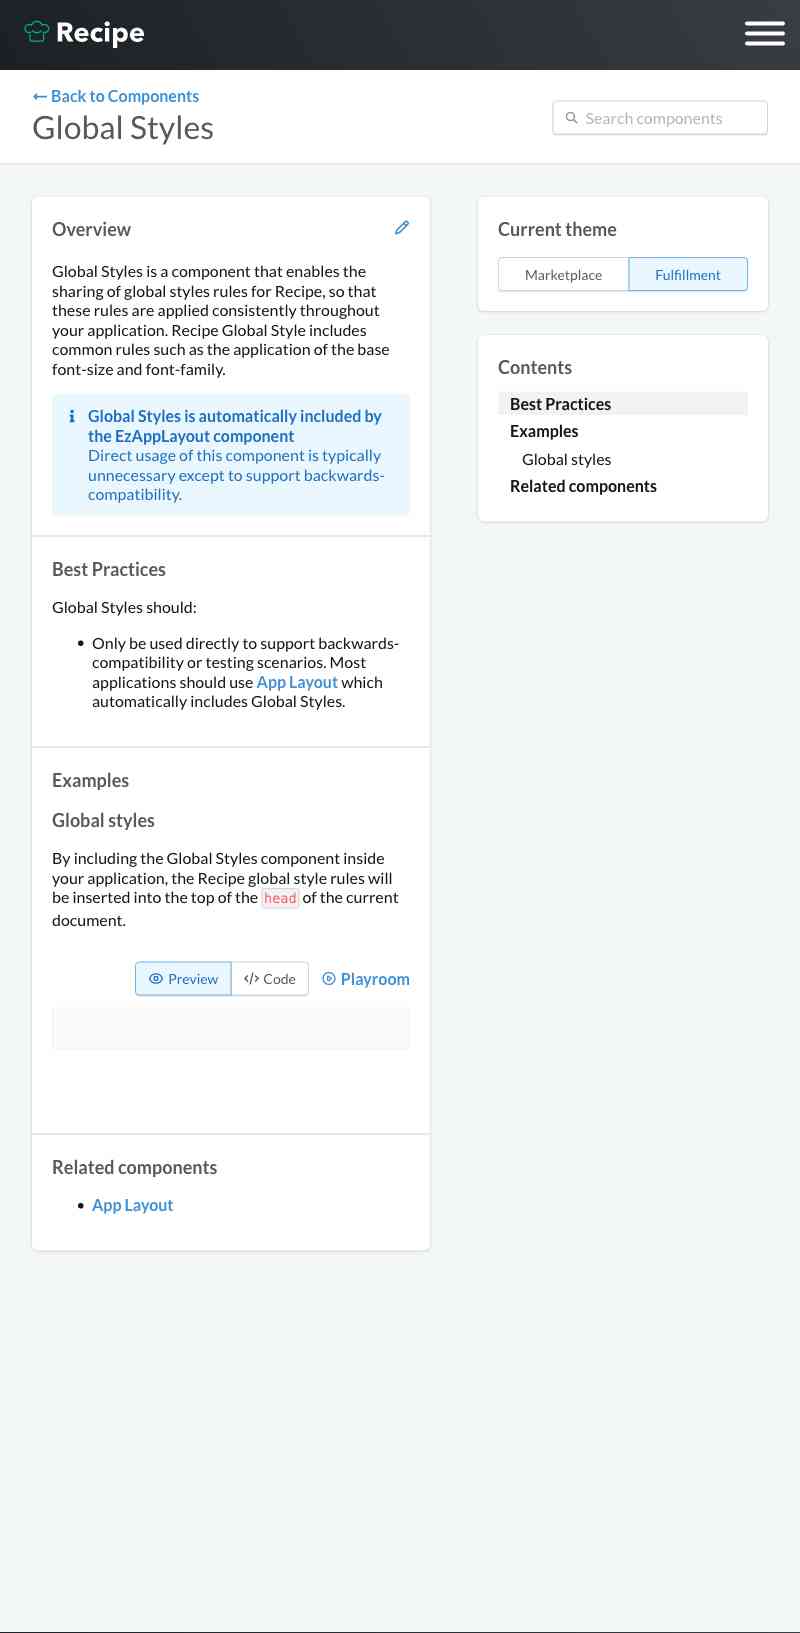 Recipe
← Back to Components
Global Styles
Search components
Overview
Global Styles is a component that enables the
sharing of global styles rules for Recipe, so that
these rules are applied consistently throughout
your application. Recipe Global Style includes
common rules such as the application of the base
font-size and font-family.
Global Styles is automatically included by
the EzAppLayout component
Direct usage of this component is typically
unnecessary except to support backwards-
compatibility.
Best Practices
Global Styles should:
• Only be used directly to support backwards-
compatibility or testing scenarios. Most
applications should use App Layout which
automatically includes Global Styles.
Examples
Global styles
By including the Global Styles component inside
your application, the Recipe global style rules will
be inserted into the top of the head of the current
document.
Preview </> Code Playroom
Related components
• App Layout
Current theme
Marketplace Fulfillment
Contents
Best Practices
Examples
Global styles
Related components